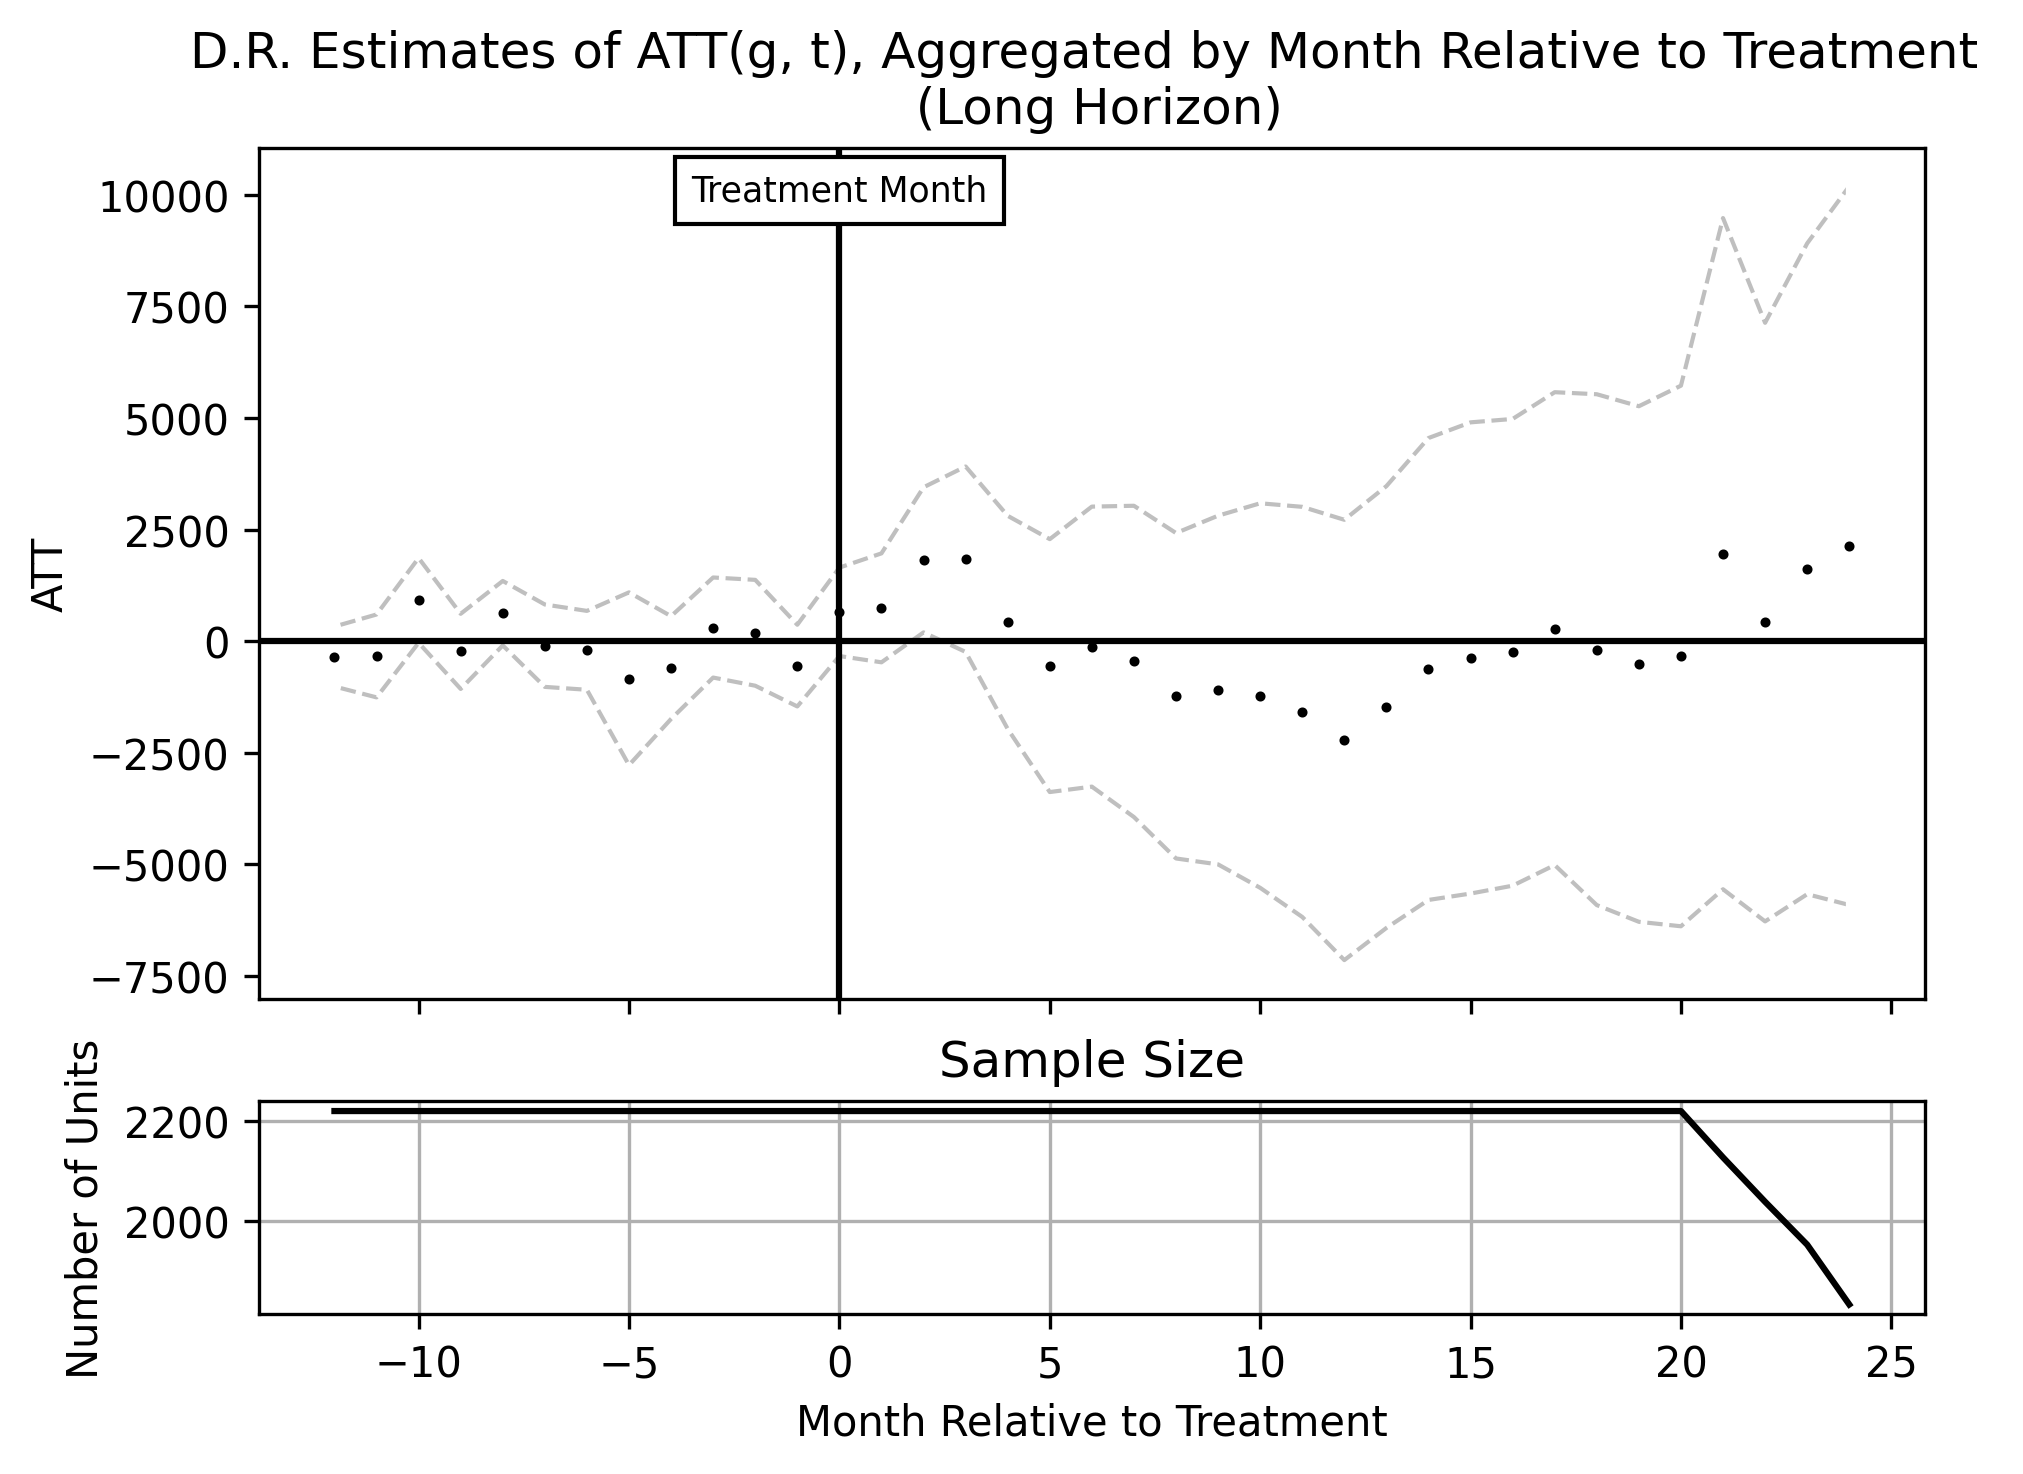 D.R. Estimates of ATT(g, t), Aggregated by Month Relative to Treatment
(Long Horizon)
Treatment Month
10000
7500
5000
2500
0
−2500
−5000
−7500
ATT
Sample Size
2200
2000
Number of Units
−10 −5 0 5 10 15 20 25
Month Relative to Treatment